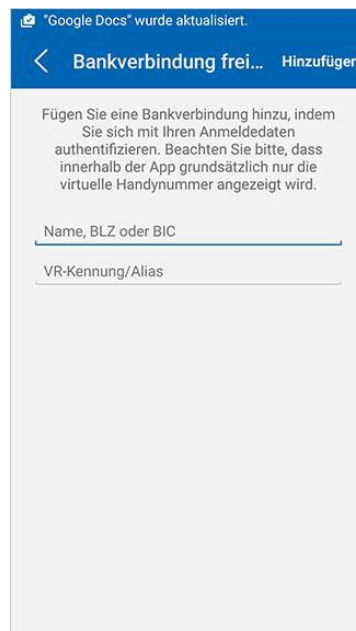 "Google Docs" wurde aktualisiert.
Bankverbindung frei... Hinzufügen
Fügen Sie eine Bankverbindung hinzu, indem
Sie sich mit Ihren Anmeldedaten
authentifizieren. Beachten Sie bitte, dass
innerhalb der App grundsätzlich nur die
virtuelle Handynummer angezeigt wird.
Name, BLZ oder BIC
VR-Kennung/Alias